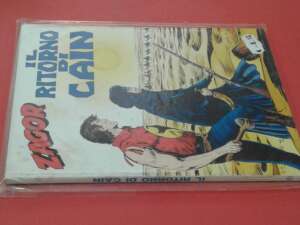 ZAGOR
IL
RITORNO
DI
CAIN
IL RITORNO DI CAIN